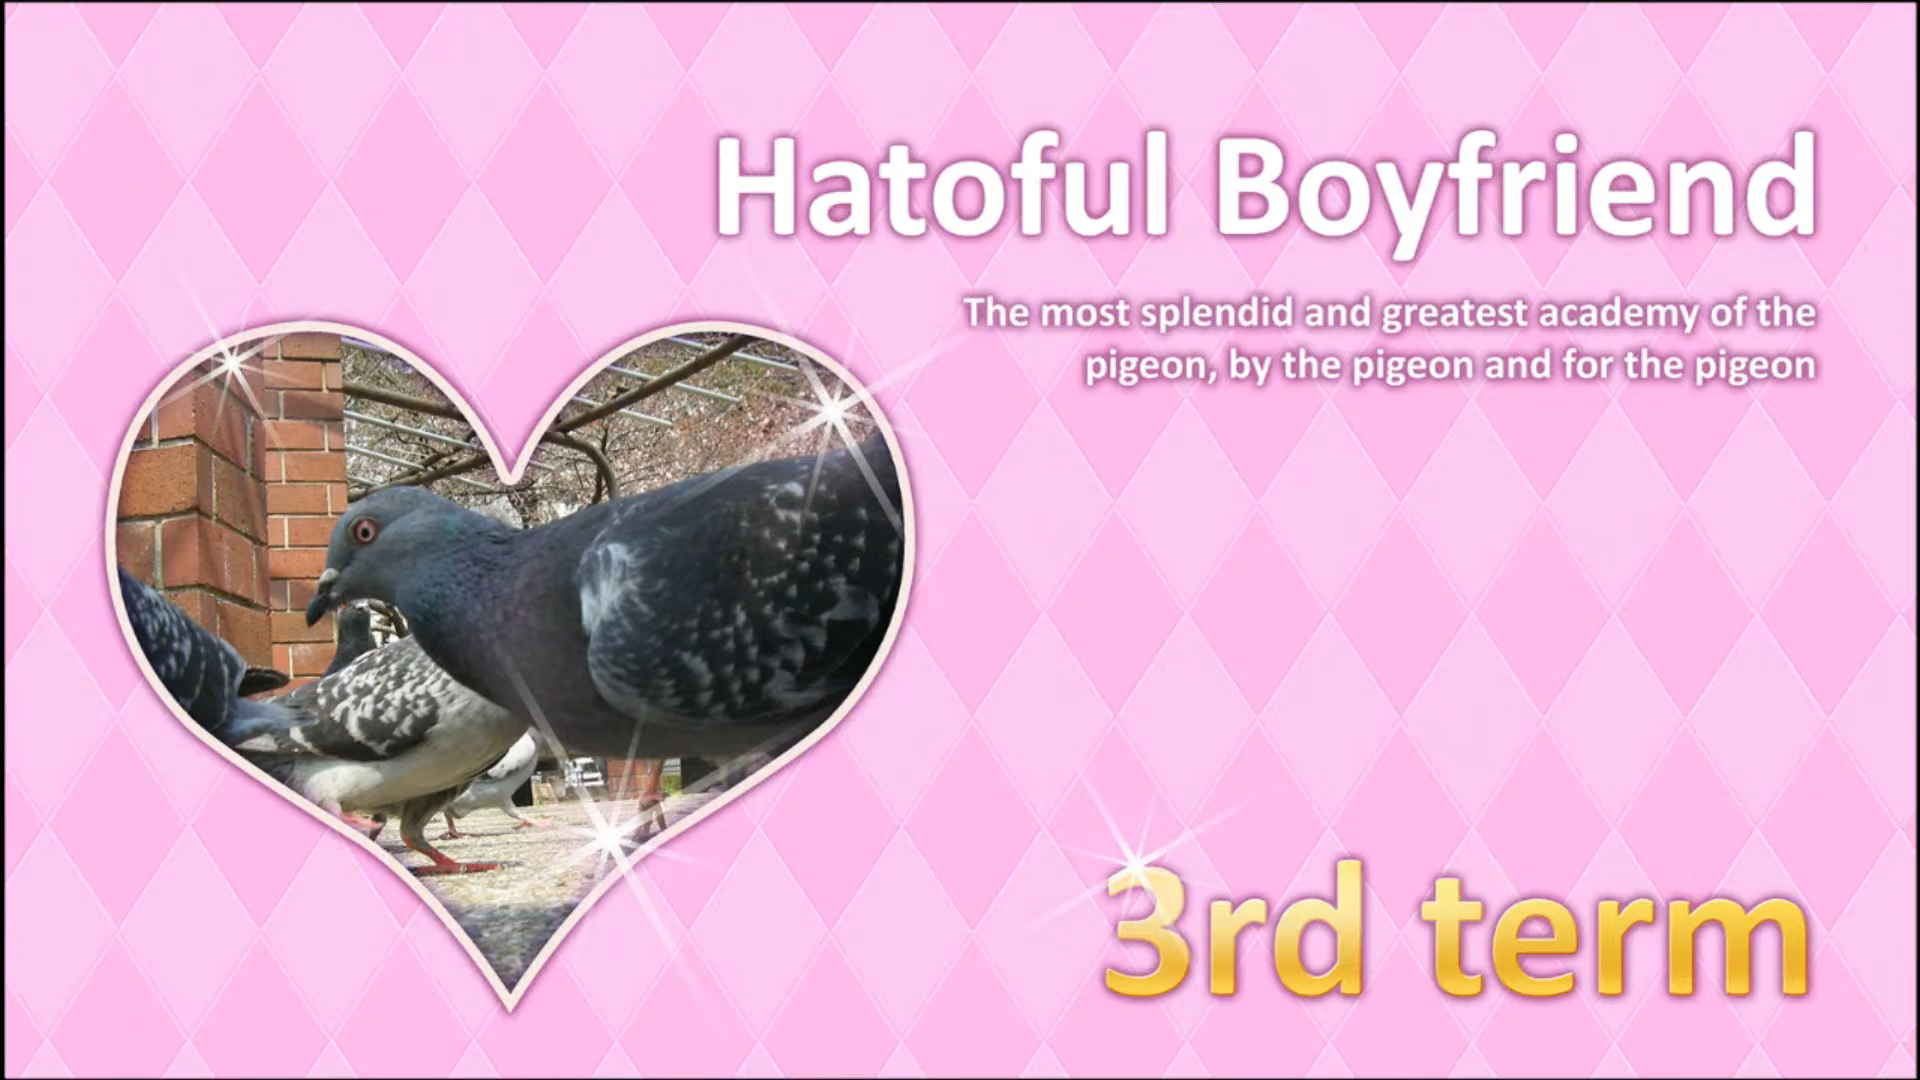 Hatoful Boyfriend
The most splendid and greatest academy of the
pigeon, by the pigeon and for the pigeon
3rd term